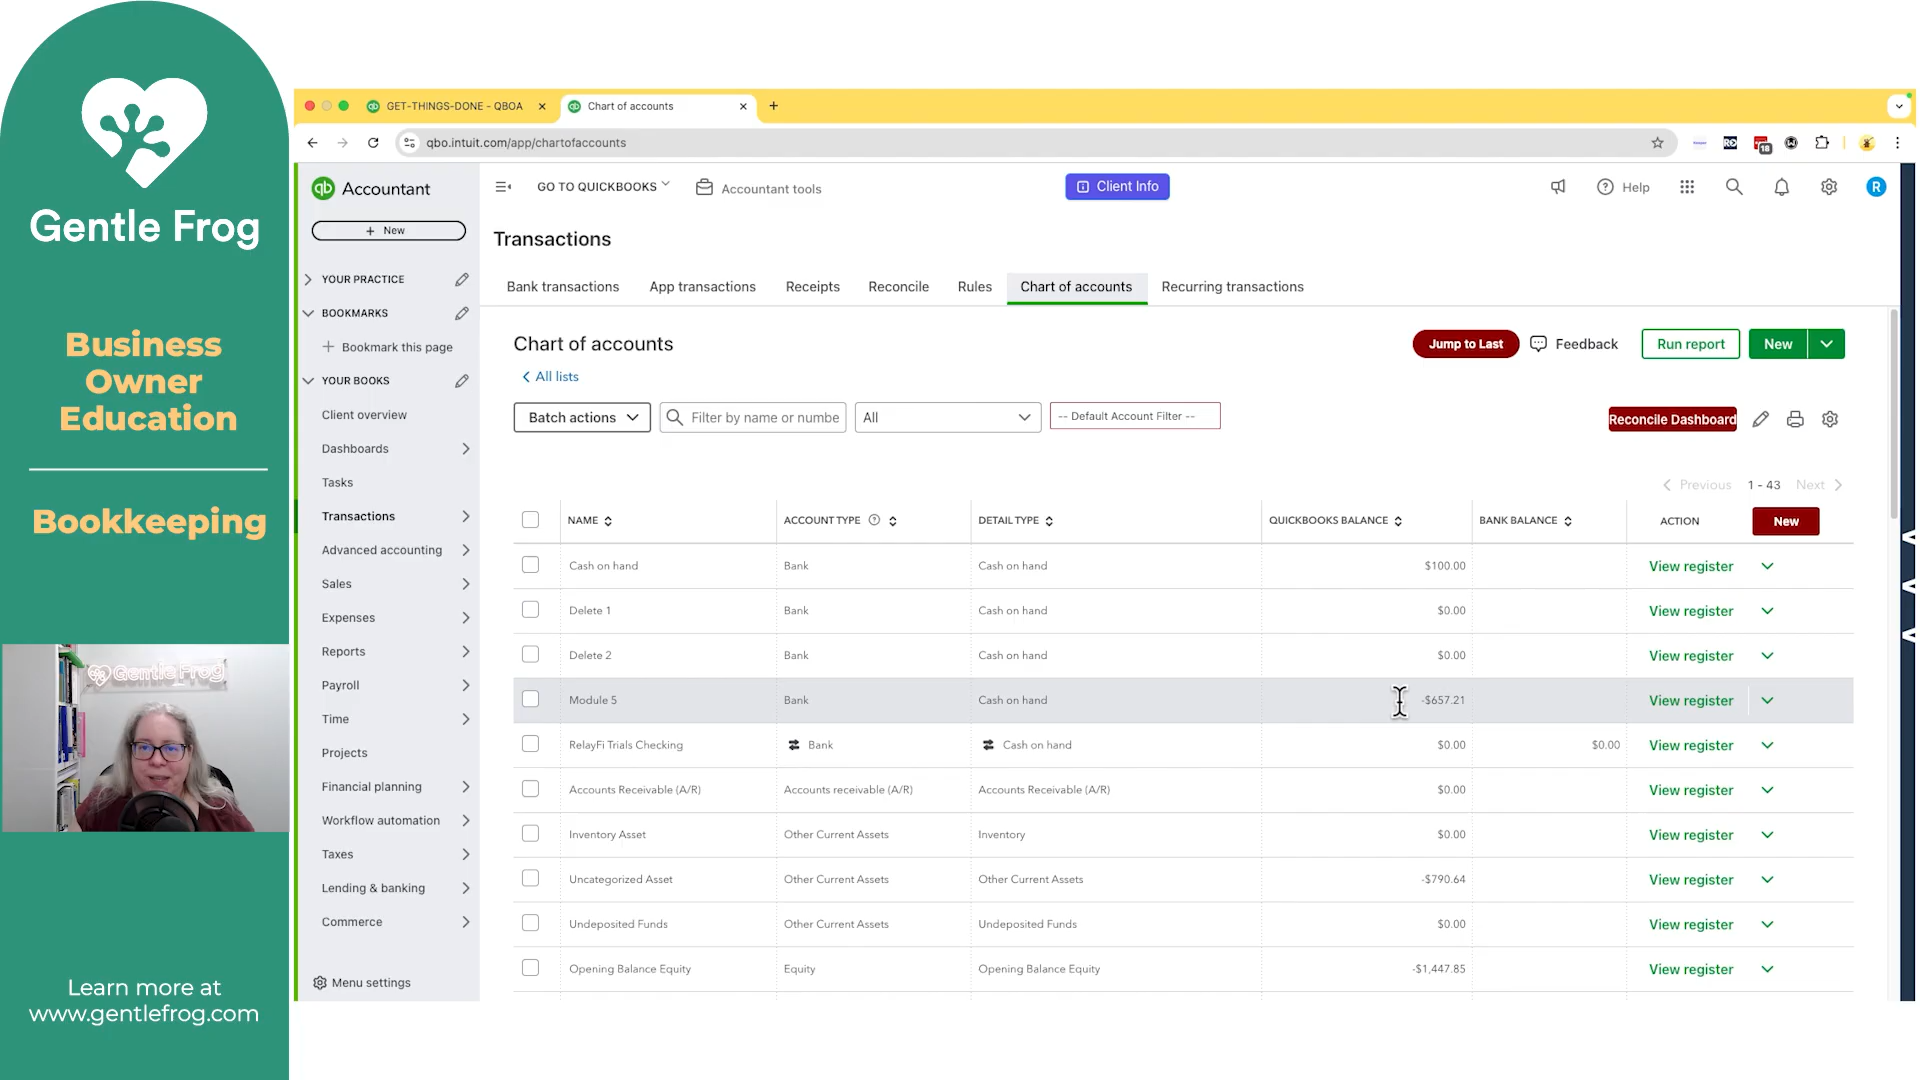 Gentle Frog
Business
Owner
Education
Bookkeeping
Gentle Frog
Learn more at
www.gentlefrog.com
GET-THINGS-DONE - QBOA
Chart of accounts
qbo.intuit.com/app/chartofaccounts
18
qb Accountant
GO TO QUICKBOOKS
Accountant tools
Client Info
Help
R
+ New
YOUR PRACTICE
BOOKMARKS
+ Bookmark this page
YOUR BOOKS
Client overview
Dashboards
Tasks
Transactions
Advanced accounting
Sales
Expenses
Reports
Payroll
Time
Projects
Financial planning
Workflow automation
Taxes
Lending & banking
Commerce
Menu settings
Transactions
Bank transactions App transactions Receipts Reconcile Rules Chart of accounts Recurring transactions
Chart of accounts
Jump to Last Feedback Run report New
All lists
Batch actions Filter by name or numbe All -- Default Account Filter -- Reconcile Dashboard
Previous 1 - 43 Next
NAME ACCOUNT TYPE DETAIL TYPE QUICKBOOKS BALANCE BANK BALANCE ACTION New
Cash on hand Bank Cash on hand $100.00 View register
Delete 1 Bank Cash on hand $0.00 View register
Delete 2 Bank Cash on hand $0.00 View register
Module 5 Bank Cash on hand -$657.21 View register
RelayFi Trials Checking Bank Cash on hand $0.00 $0.00 View register
Accounts Receivable (A/R) Accounts receivable (A/R) Accounts Receivable (A/R) $0.00 View register
Inventory Asset Other Current Assets Inventory $0.00 View register
Uncategorized Asset Other Current Assets Other Current Assets -$790.64 View register
Undeposited Funds Other Current Assets Undeposited Funds $0.00 View register
Opening Balance Equity Equity Opening Balance Equity -$1,447.85 View register